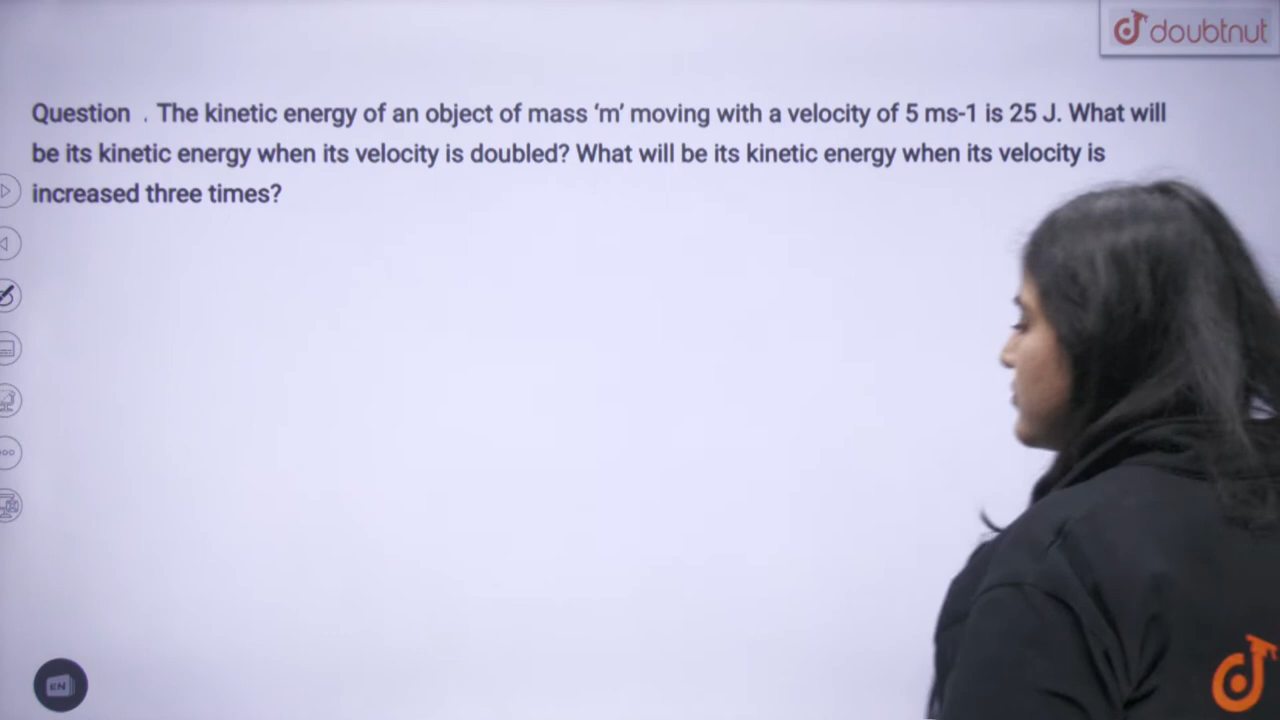 doubtnut
Question . The kinetic energy of an object of mass ‘m’ moving with a velocity of 5 ms-1 is 25 J. What will
be its kinetic energy when its velocity is doubled? What will be its kinetic energy when its velocity is
increased three times?
EN